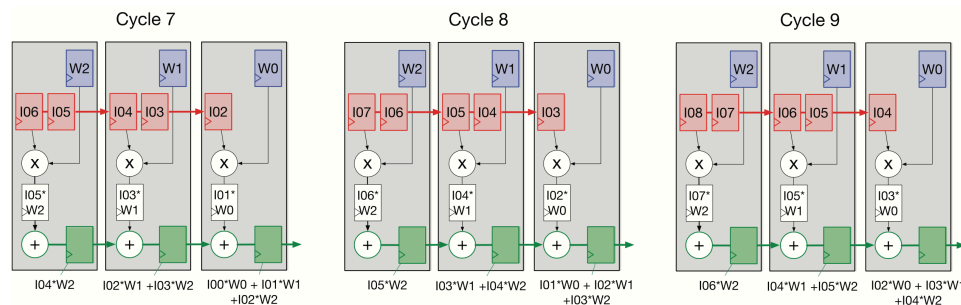 Cycle 7
Cycle 8
Cycle 9
W2 W1 W0
W2 W1 W0
W2 W1 W0
I06 I05 I04 I03 I02
I07 I06 I05 I04 I03
I08 I07 I06 I05 I04
X X X
X X X
X X X
I05* I03* I01*
W2 W1 W0
I06* I04* I02*
W2 W1 W0
I07* I05* I03*
W2 W1 W0
+ + +
+ + +
+ + +
I04*W2
I02*W1 +I03*W2
I00*W0 + I01*W1
+I02*W2
I05*W2
I03*W1 +I04*W2
I01*W0 + I02*W1
+I03*W2
I06*W2
I04*W1 +I05*W2
I02*W0 + I03*W1
+I04*W2